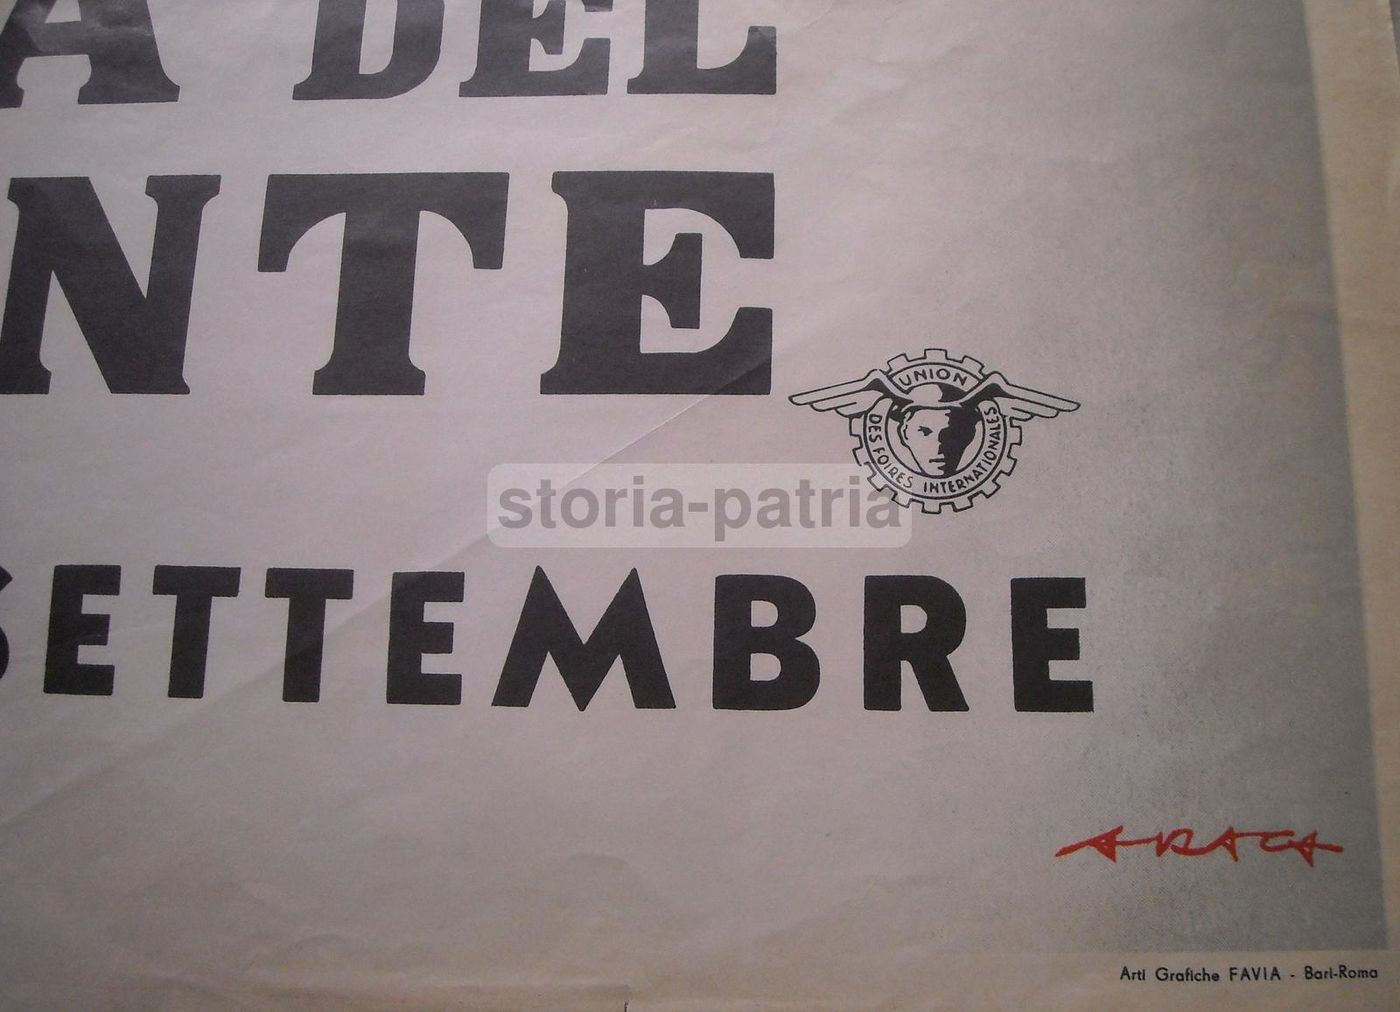 A DEL
NTE
UNION
DES FOIRES INTERNATIONALES
storia-patria
SETTEMBRE
Arti Grafiche FAVIA - Bari-Roma